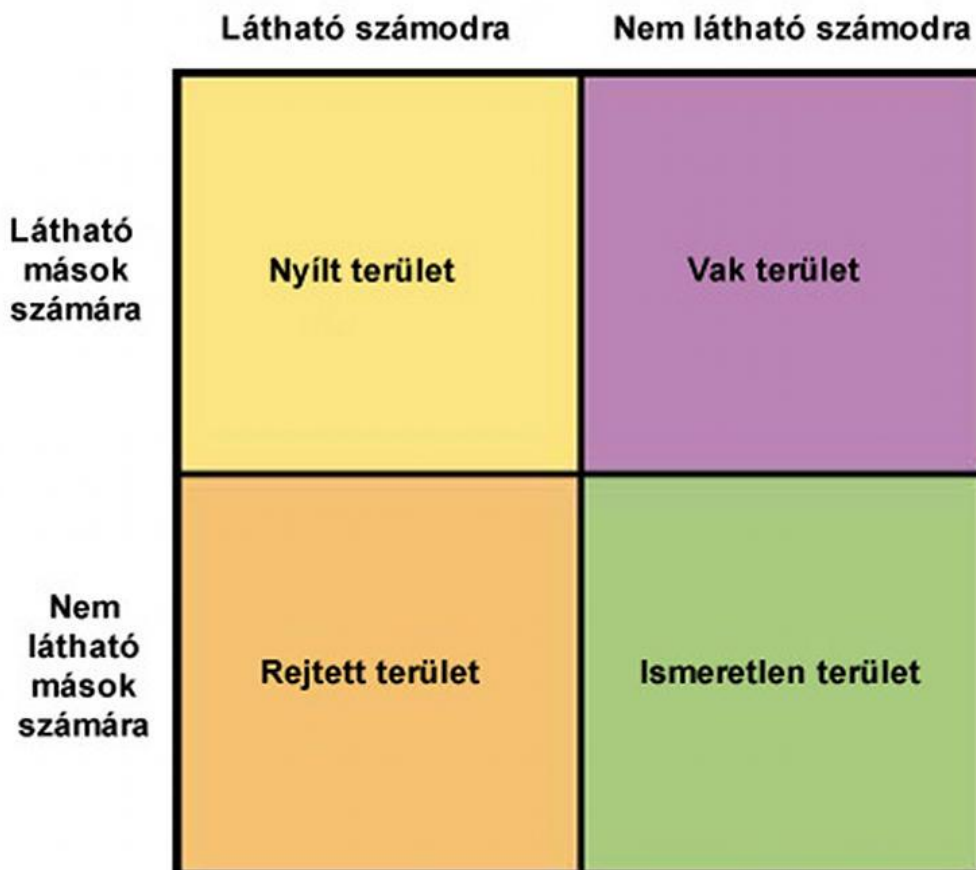 Látható számodra
Nem látható számodra
Látható
mások
számára
Nyílt terület
Vak terület
Nem
látható
mások
számára
Rejtett terület
Ismeretlen terület